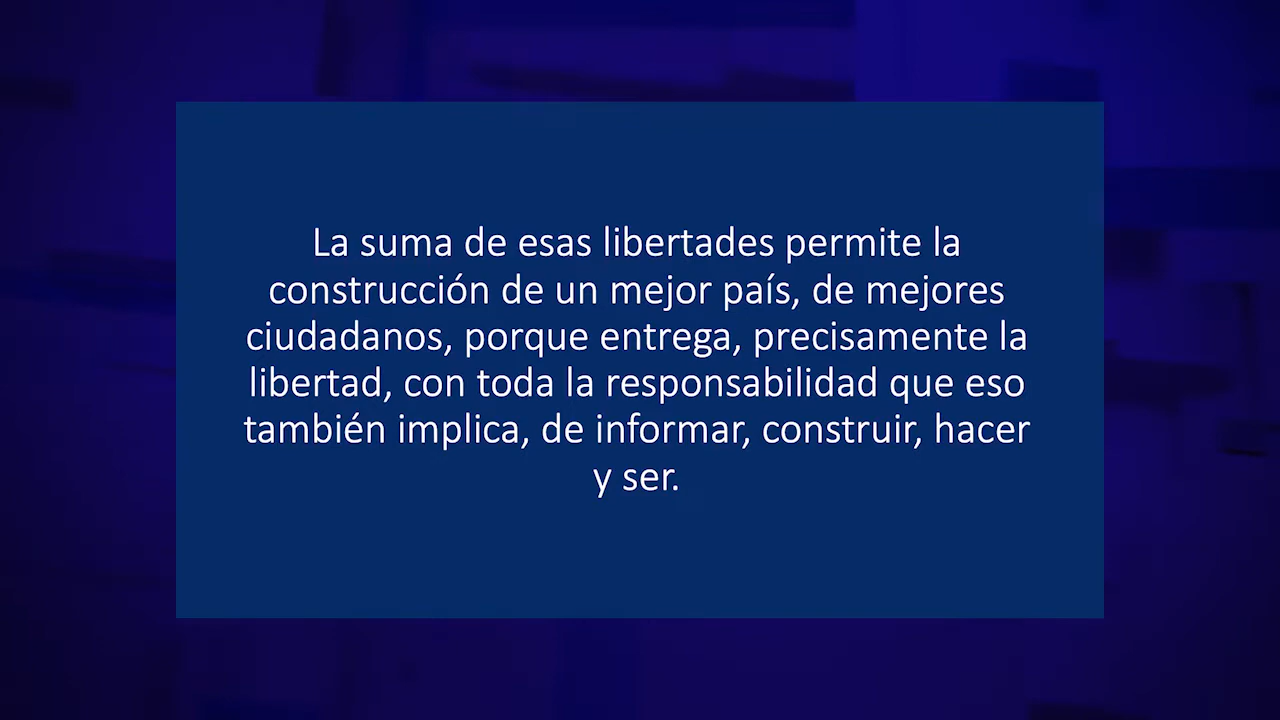 La suma de esas libertades permite la
construcción de un mejor país, de mejores
ciudadanos, porque entrega, precisamente la
libertad, con toda la responsabilidad que eso
también implica, de informar, construir, hacer
y ser.